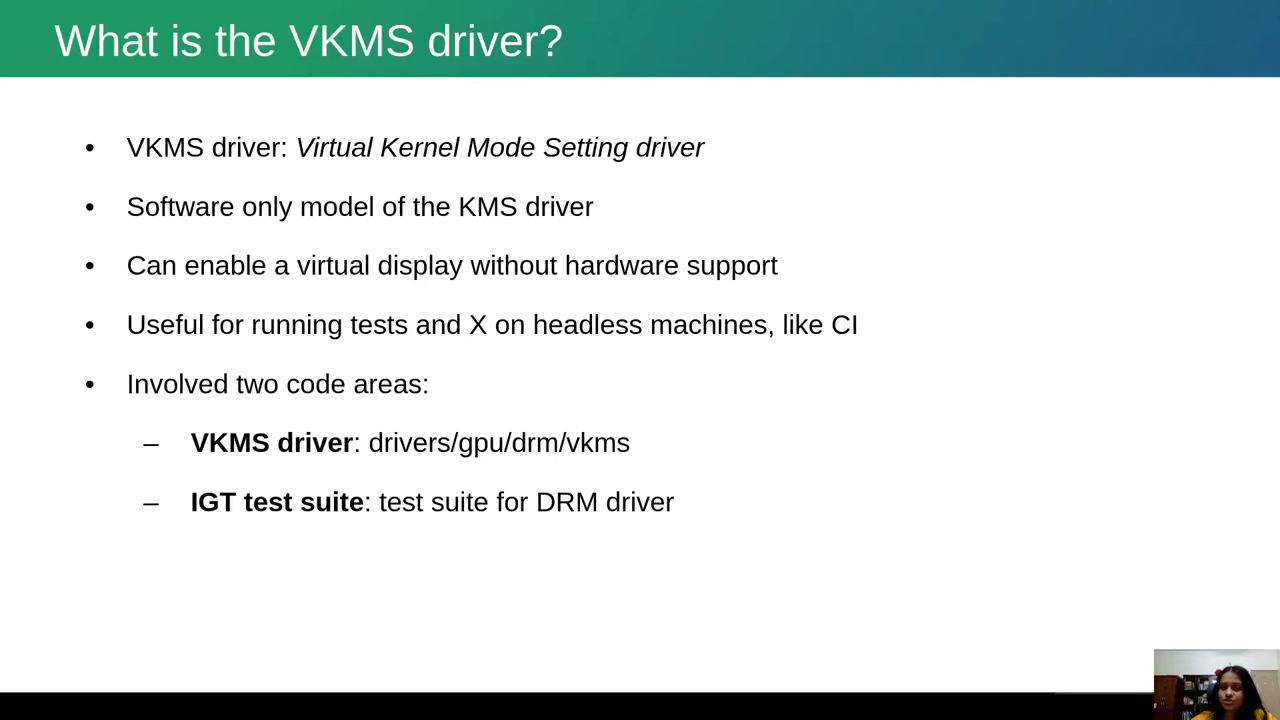 What is the VKMS driver?
• VKMS driver: Virtual Kernel Mode Setting driver
• Software only model of the KMS driver
• Can enable a virtual display without hardware support
• Useful for running tests and X on headless machines, like CI
• Involved two code areas:
– VKMS driver: drivers/gpu/drm/vkms
– IGT test suite: test suite for DRM driver